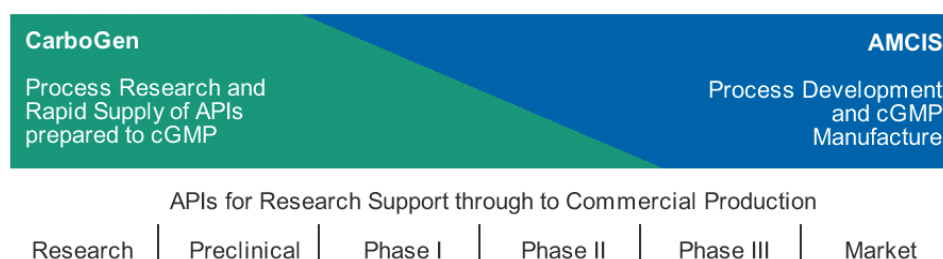 CarboGen
Process Research and
Rapid Supply of APIs
prepared to cGMP
AMCIS
Process Development
and cGMP
Manufacture
APIs for Research Support through to Commercial Production
Research | Preclinical | Phase I | Phase II | Phase III | Market